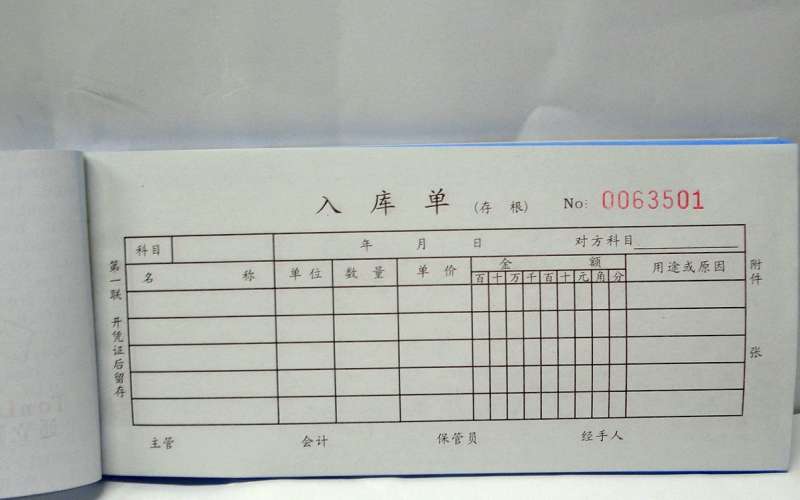 入库单(存根) No: 0063501
科目 年 月 日 对方科目
名称 单位 数量 单价 金额 用途或原因
百 十 万 千 百 十 元 角 分
第一联 开凭证后留存
附件 张
主管 会计 保管员 经手人